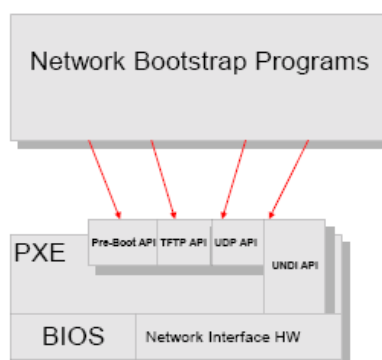 Network Bootstrap Programs
Pre-Boot API
TFTP API
UDP API
PXE
UNDI API
BIOS
Network Interface HW